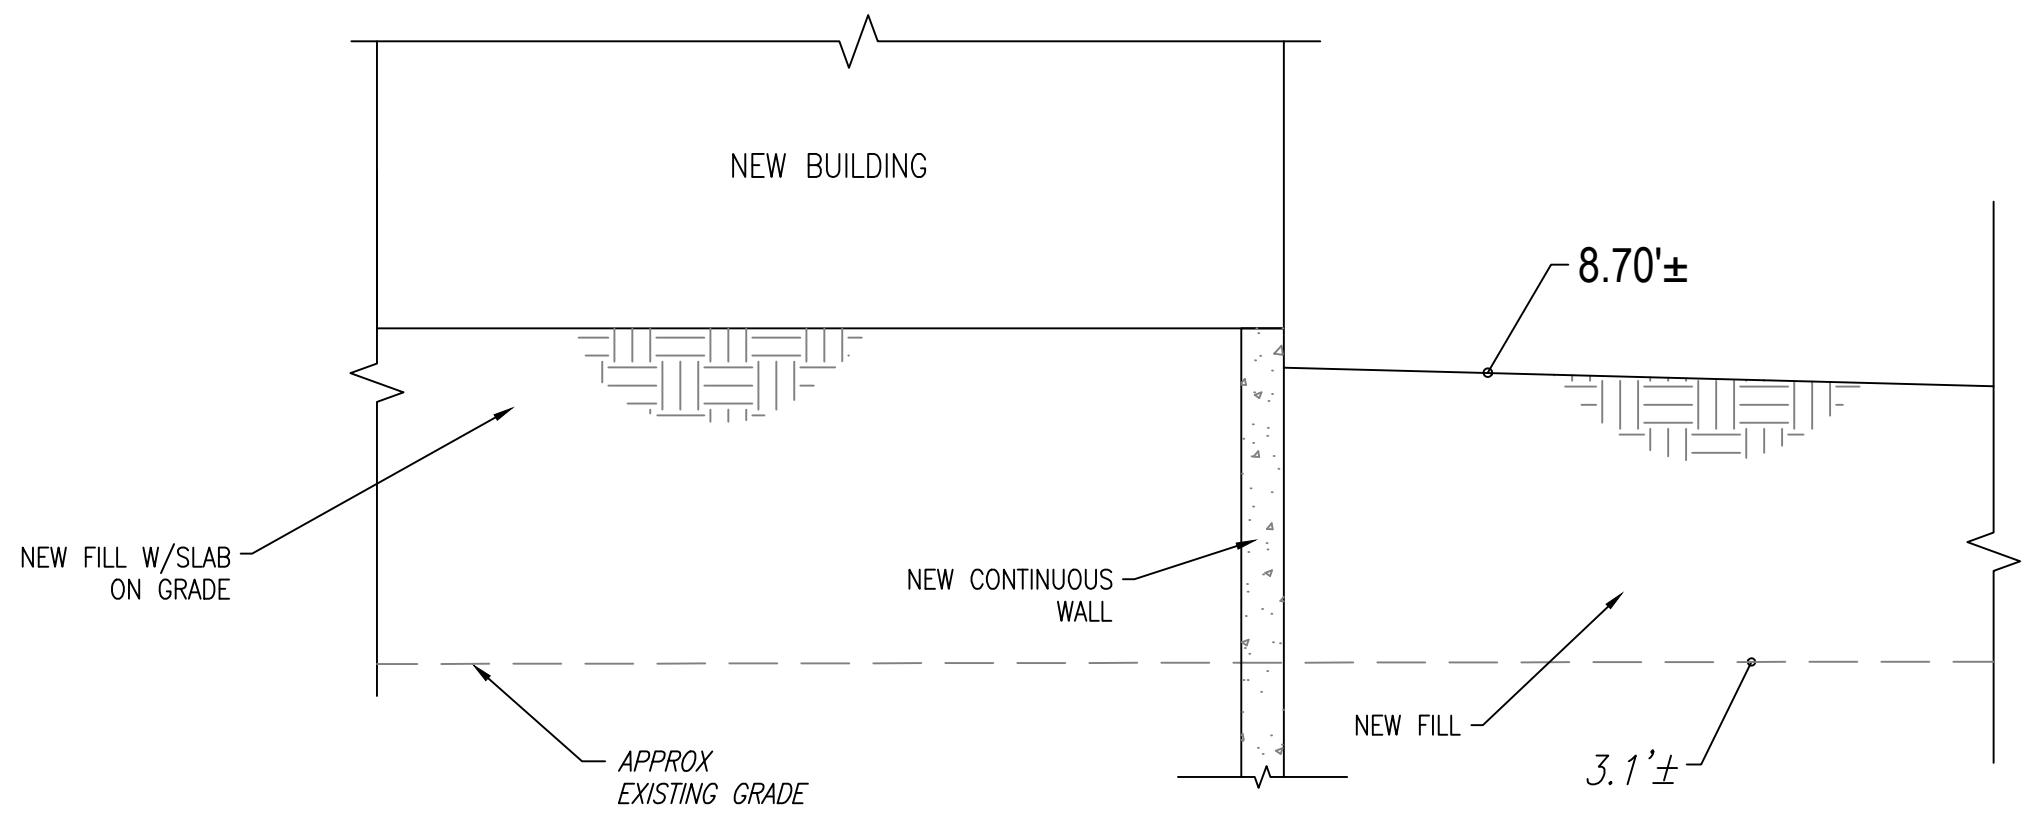 NEW BUILDING
8.70'±
NEW FILL W/SLAB
ON GRADE
NEW CONTINUOUS
WALL
NEW FILL
APPROX
EXISTING GRADE
3.1'±